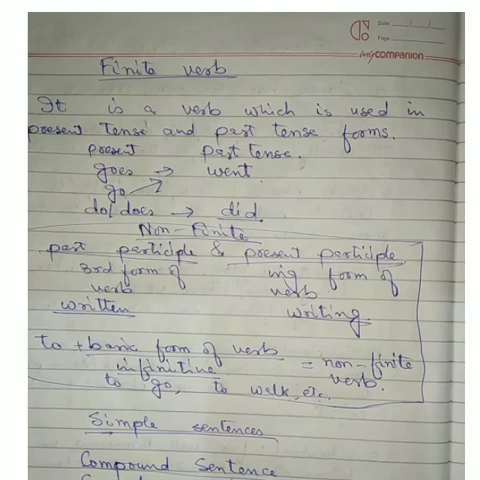 Date
Page
companion
Finite verb
It is a verb which is used in
present tense and past tense forms.
present past tense.
goes → went
go
do/does → did.
Non-Finite
past participle & present participle.
3rd form of ing form of
verb verb
written writing
to + basic form of verb = non-finite
infinitive verb.
to go, to walk, etc.
Simple sentences
Compound Sentence